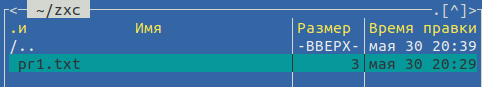 <- ~/zxc .[^]>
.и Имя Размер Время правки
/.. -ВВЕРХ- мая 30 20:39
pr1.txt 3 мая 30 20:29